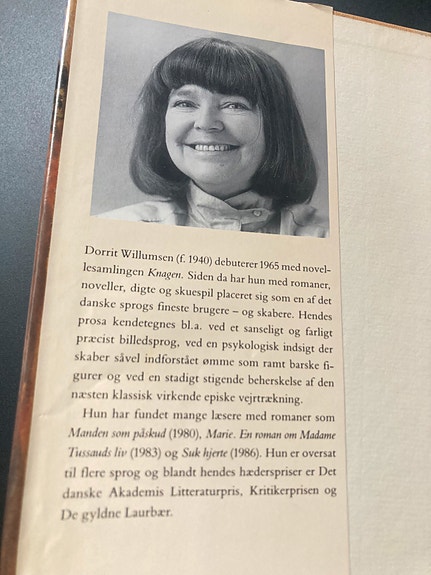 Dorrit Willumsen (f. 1940) debuterer 1965 med novel-
lesamlingen Knagen. Siden da har hun med romaner,
noveller, digte og skuespil placeret sig som en af det
danske sprogs fineste brugere – og skabere. Hendes
prosa kendetegnes bl.a. ved et sanseligt og farligt
præcist billedsprog, ved en psykologisk indsigt der
skaber såvel indforstået ømme som ramt barske fi-
gurer og ved en stadigt stigende beherskelse af den
næsten klassisk virkende episke vejrtrækning.
Hun har fundet mange læsere med romaner som
Manden som påskud (1980), Marie. En roman om Madame
Tussauds liv (1983) og Suk hjerte (1986). Hun er oversat
til flere sprog og blandt hendes hæderspriser er Det
danske Akademis Litteraturpris, Kritikerprisen og
De gyldne Laurbær.